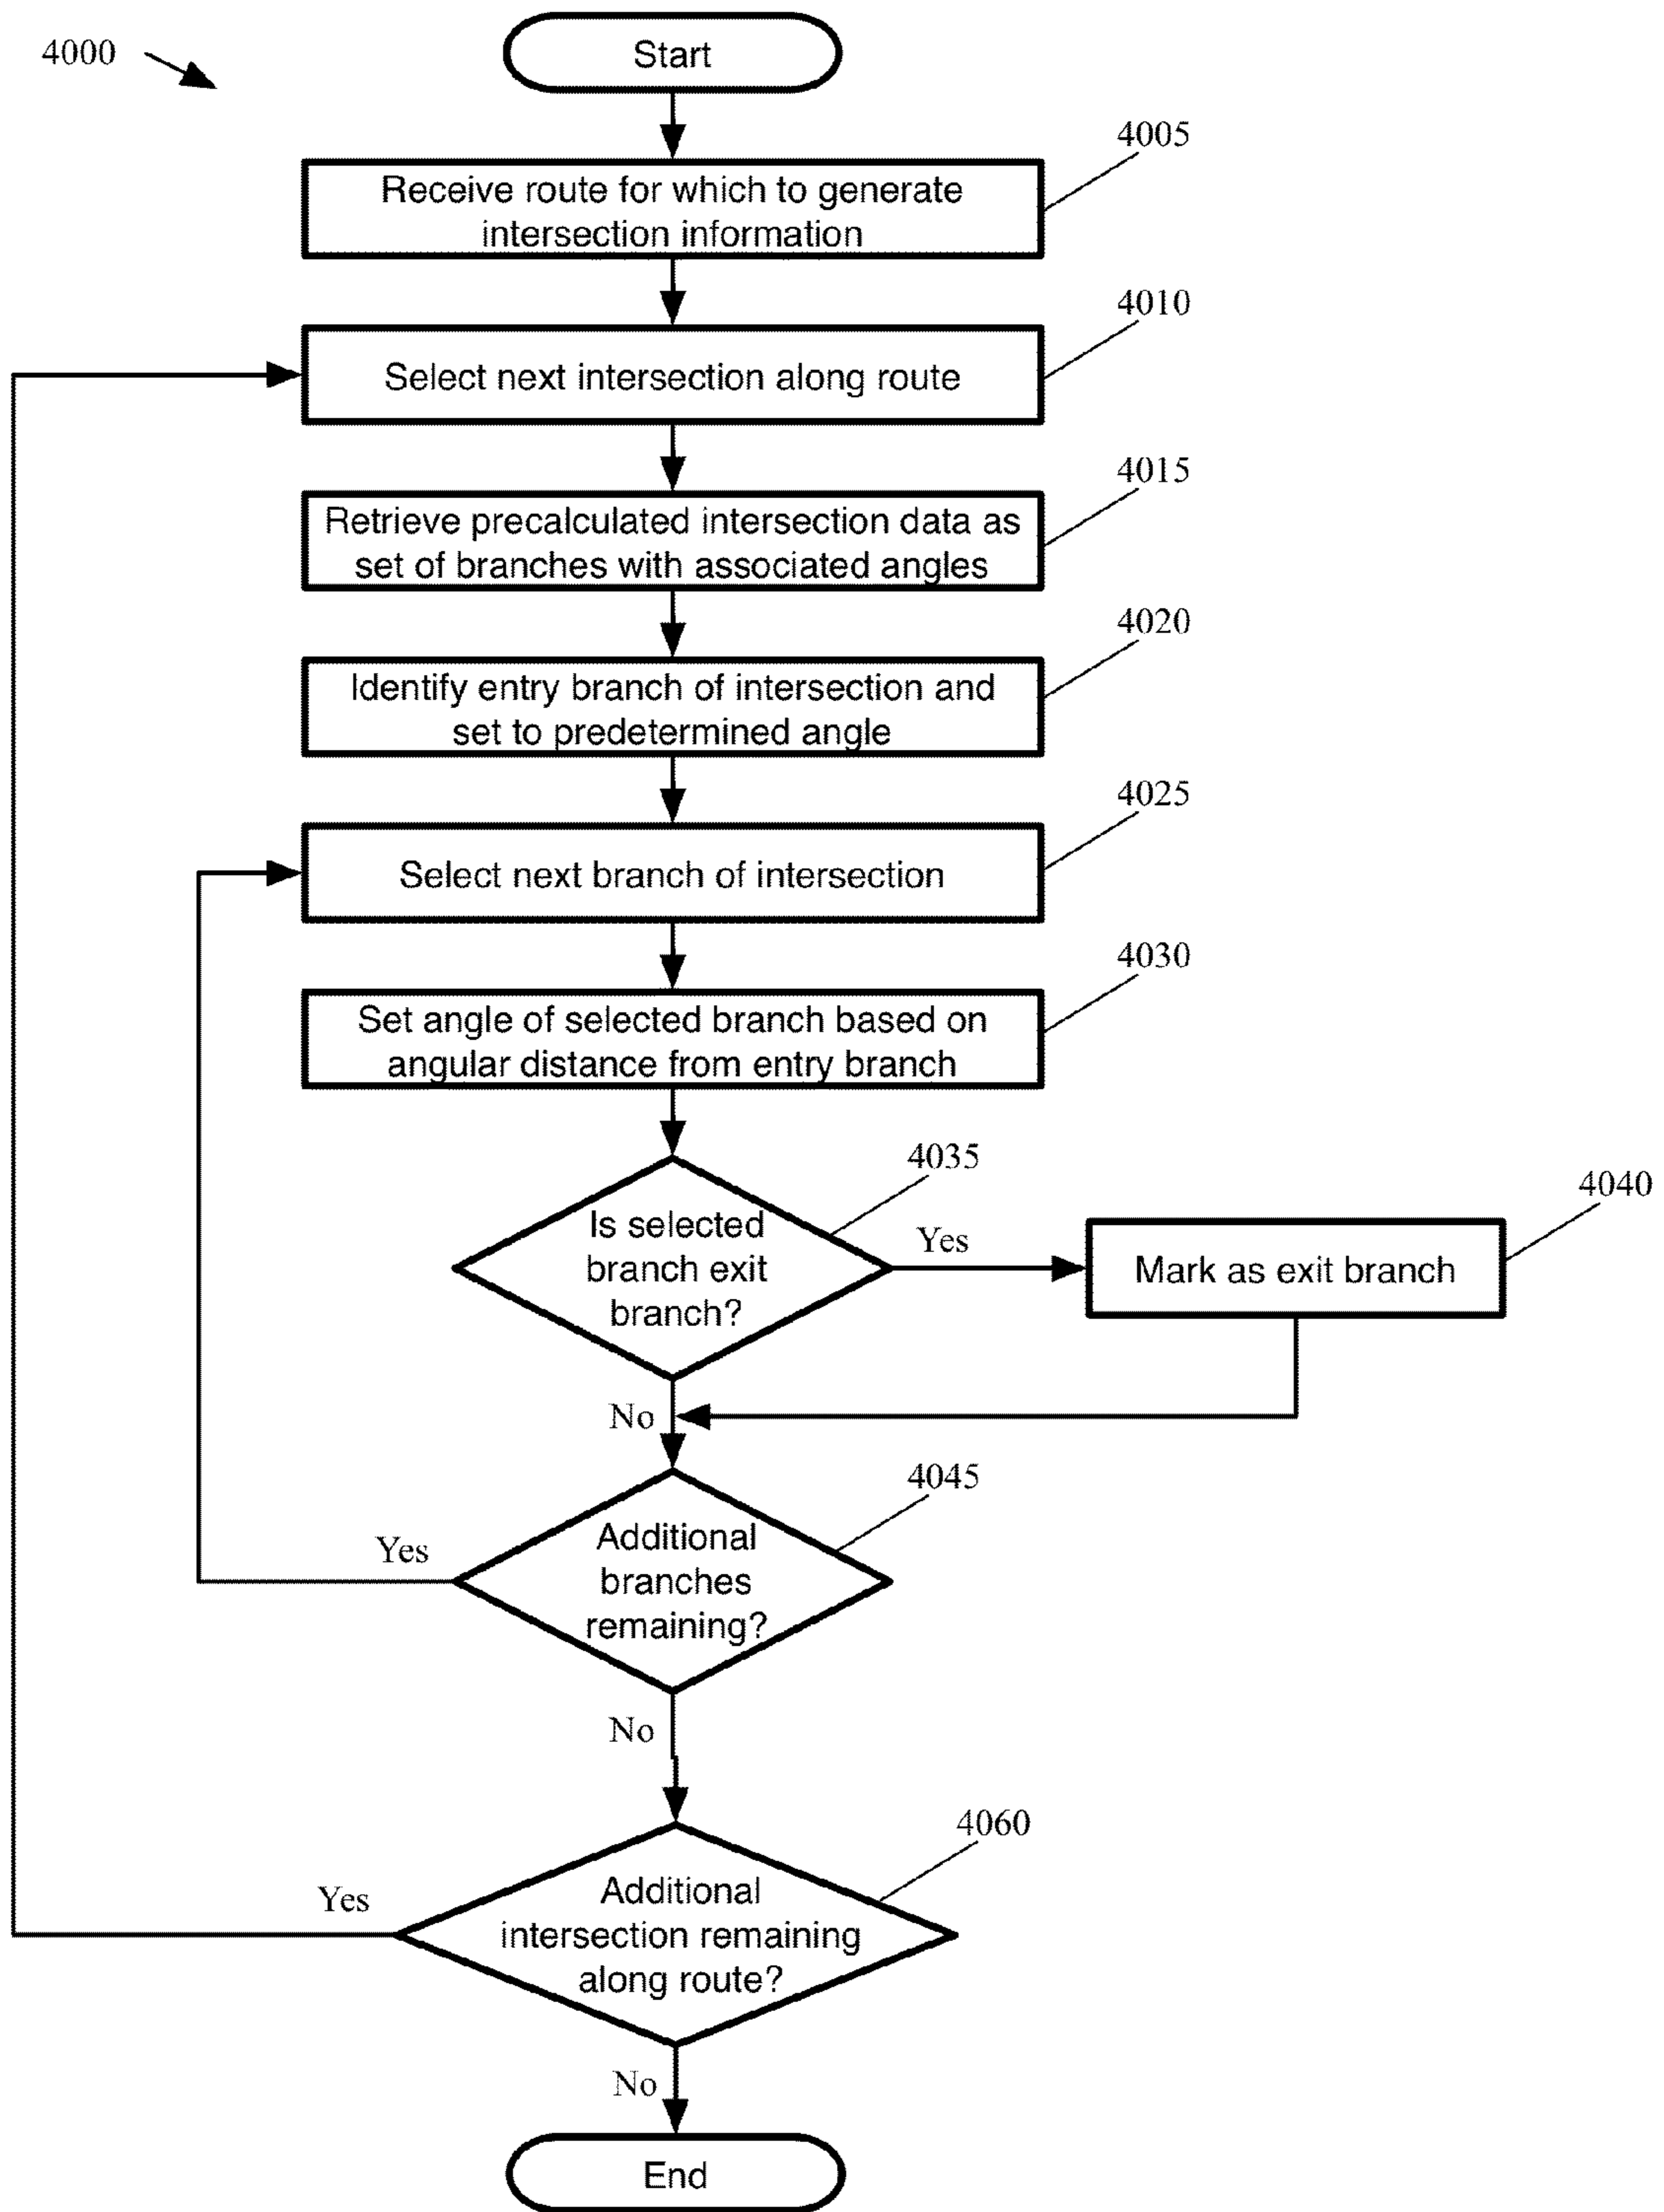 4000
Start
4005
Receive route for which to generate
intersection information
4010
Select next intersection along route
4015
Retrieve precalculated intersection data as
set of branches with associated angles
4020
Identify entry branch of intersection and
set to predetermined angle
4025
Select next branch of intersection
4030
Set angle of selected branch based on
angular distance from entry branch
4035
Is selected
branch exit
branch?
Yes
4040
Mark as exit branch
No
4045
Additional
branches
remaining?
Yes
No
4060
Additional
intersection remaining
along route?
Yes
No
End